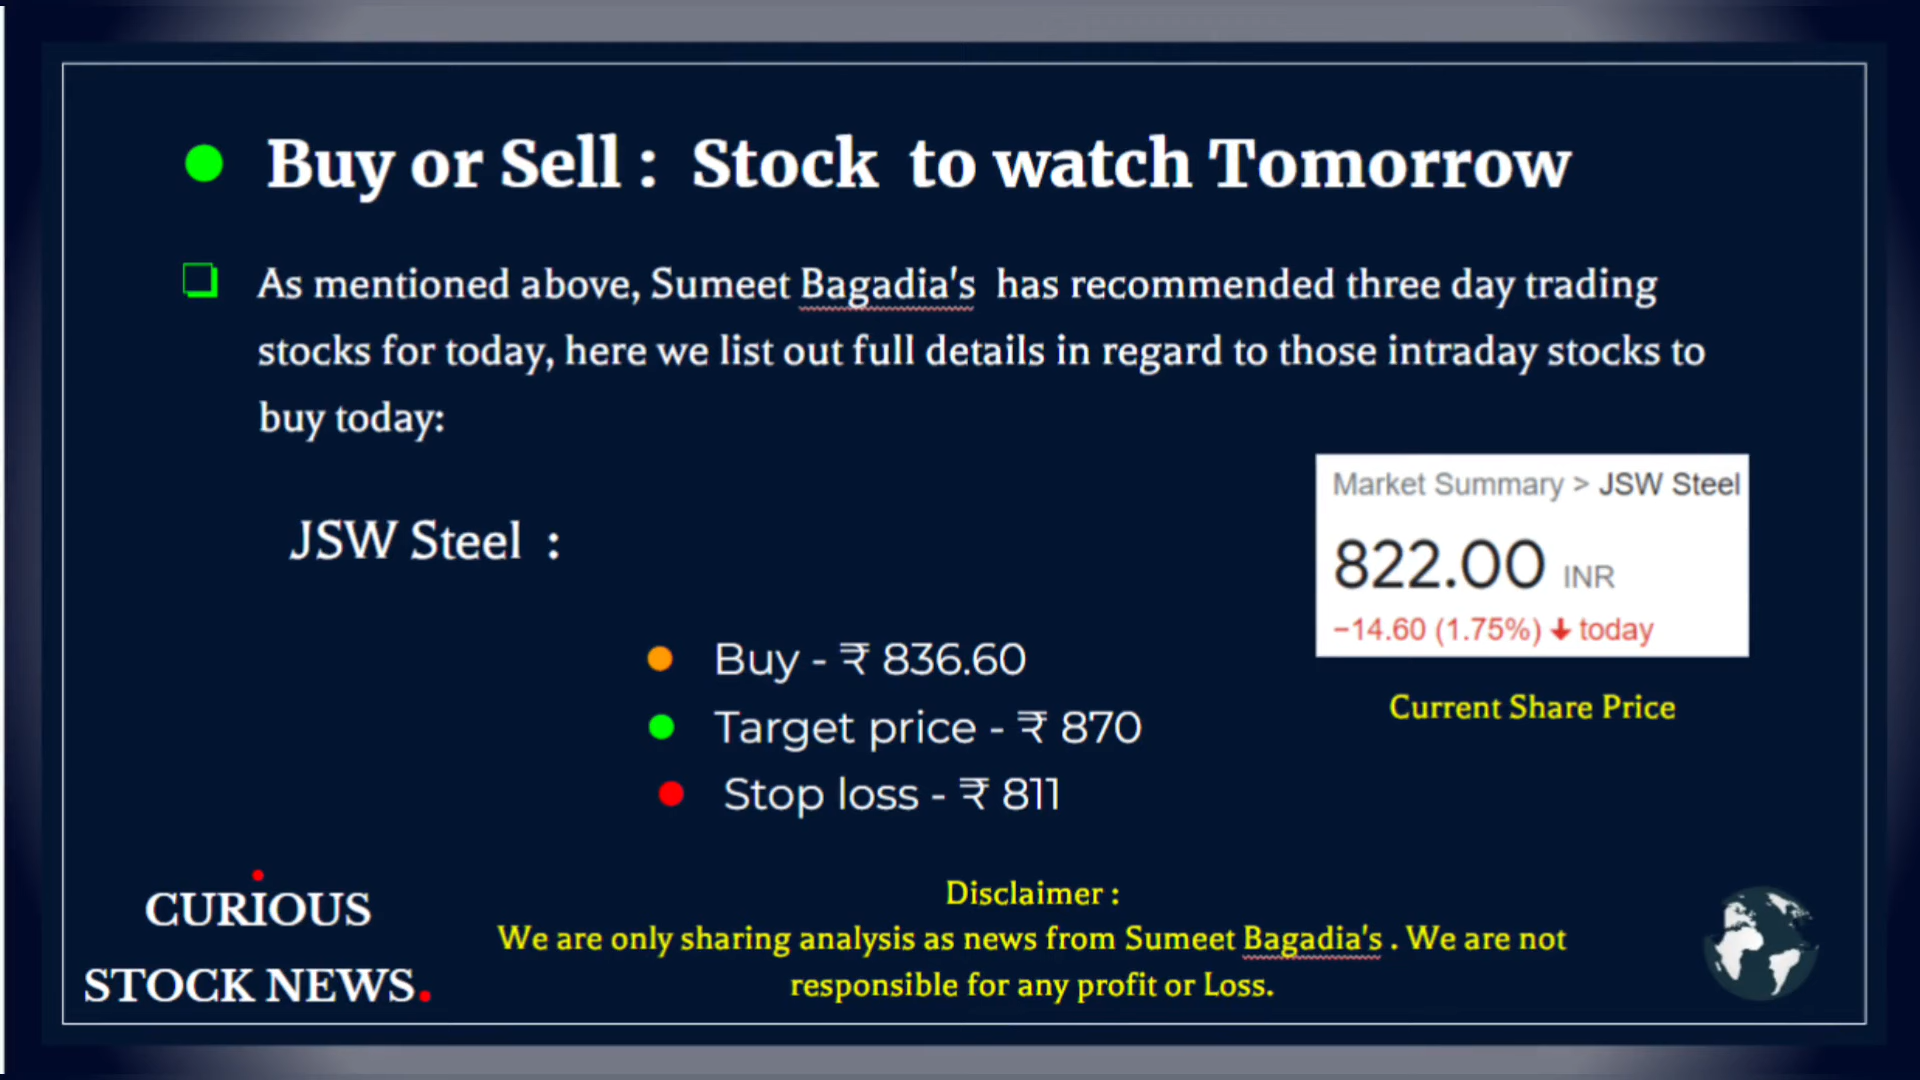 Buy or Sell : Stock to watch Tomorrow
As mentioned above, Sumeet Bagadia's has recommended three day trading
stocks for today, here we list out full details in regard to those intraday stocks to
buy today:
Market Summary > JSW Steel
822.00 INR
−14.60 (1.75%) ↓ today
Current Share Price
JSW Steel :
Buy - ₹ 836.60
Target price - ₹ 870
Stop loss - ₹ 811
CURIOUS
STOCK NEWS.
Disclaimer :
We are only sharing analysis as news from Sumeet Bagadia's . We are not
responsible for any profit or Loss.